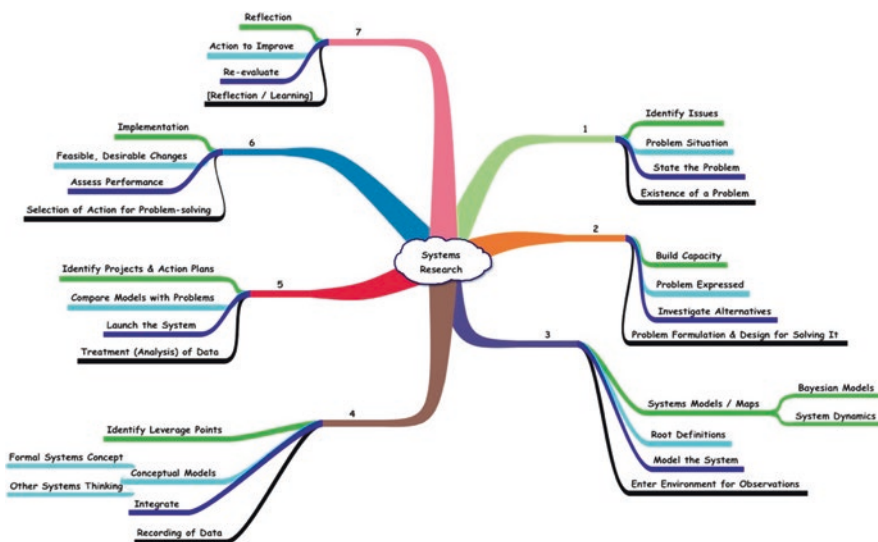 Systems
Research
1
Identify Issues
Problem Situation
State the Problem
Existence of a Problem
2
Build Capacity
Problem Expressed
Investigate Alternatives
Problem Formulation & Design for Solving It
3
Systems Models / Maps
Bayesian Models
System Dynamics
Root Definitions
Model the System
Enter Environment for Observations
4
Identify Leverage Points
Conceptual Models
Formal Systems Concept
Other Systems Thinking
Integrate
Recording of Data
5
Identify Projects & Action Plans
Compare Models with Problems
Launch the System
Treatment (Analysis) of Data
6
Implementation
Feasible, Desirable Changes
Assess Performance
Selection of Action for Problem-solving
7
Reflection
Action to Improve
Re-evaluate
[Reflection / Learning]